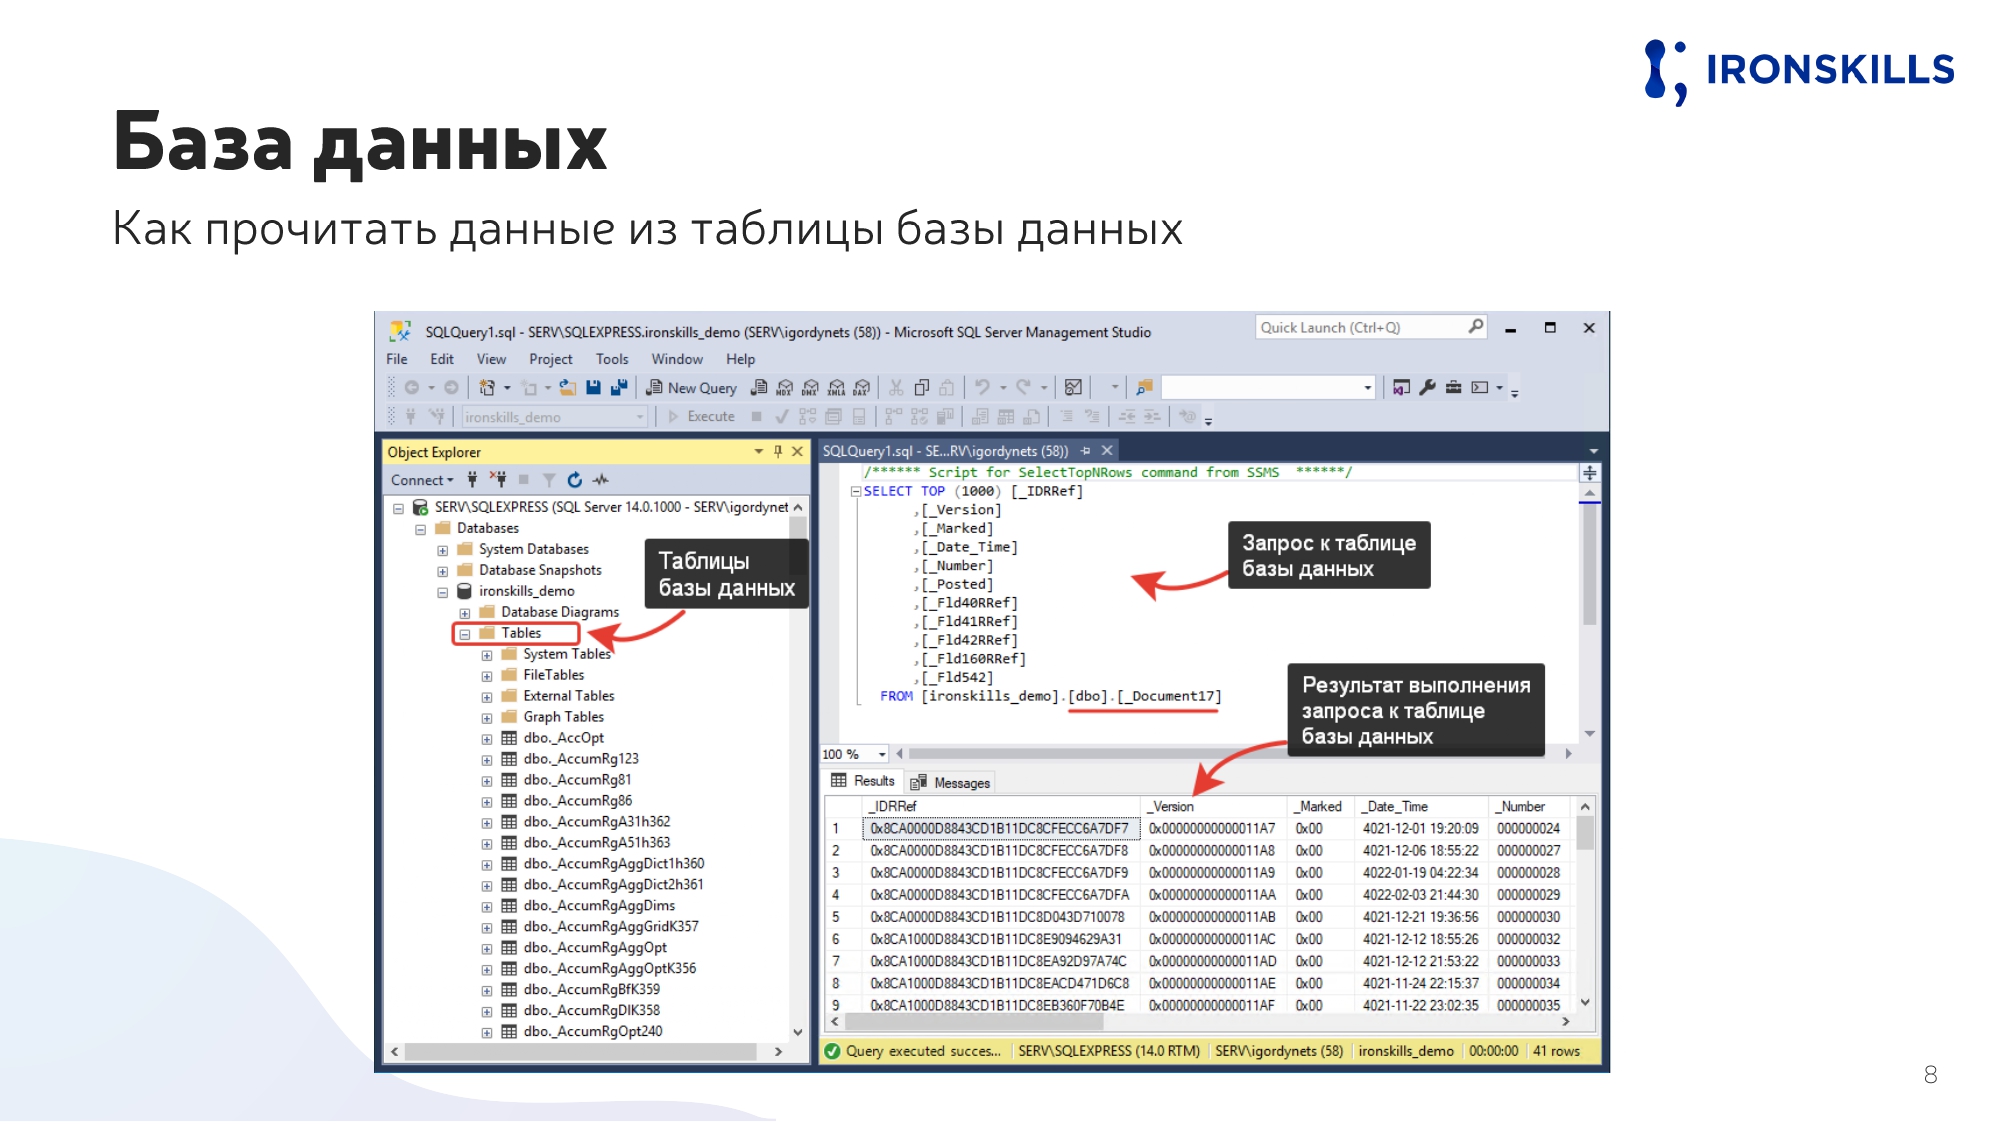 IRONSKILLS
База данных
Как прочитать данные из таблицы базы данных
SQLQuery1.sql - SERV\SQLEXPRESS.ironskills_demo (SERV\igordynets (58)) - Microsoft SQL Server Management Studio
Quick Launch (Ctrl+Q)
File Edit View Project Tools Window Help
New Query MDX DMX XMLA DAX
ironskills_demo Execute
Object Explorer
Connect
SERV\SQLEXPRESS (SQL Server 14.0.1000 - SERV\igordynet
Databases
System Databases
Database Snapshots
ironskills_demo
Database Diagrams
Tables
System Tables
FileTables
External Tables
Graph Tables
dbo._AccOpt
dbo._AccumRg123
dbo._AccumRg81
dbo._AccumRg86
dbo._AccumRgA31h362
dbo._AccumRgA51h363
dbo._AccumRgAggDict1h360
dbo._AccumRgAggDict2h361
dbo._AccumRgAggDims
dbo._AccumRgAggGridK357
dbo._AccumRgAggOpt
dbo._AccumRgAggOptK356
dbo._AccumRgBfK359
dbo._AccumRgDlK358
dbo._AccumRgOpt240
Таблицы
базы данных
SQLQuery1.sql - SE...RV\igordynets (58))
/****** Script for SelectTopNRows command from SSMS ******/
SELECT TOP (1000) [_IDRRef]
,[_Version]
,[_Marked]
,[_Date_Time]
,[_Number]
,[_Posted]
,[_Fld40RRef]
,[_Fld41RRef]
,[_Fld42RRef]
,[_Fld160RRef]
,[_Fld542]
FROM [ironskills_demo].[dbo].[_Document17]
Запрос к таблице
базы данных
Результат выполнения
запроса к таблице
базы данных
100 %
Results Messages
_IDRRef _Version _Marked _Date_Time _Number
1 0x8CA0000D8843CD1B11DC8CFECC6A7DF7 0x00000000000011A7 0x00 4021-12-01 19:20:09 000000024
2 0x8CA0000D8843CD1B11DC8CFECC6A7DF8 0x00000000000011A8 0x00 4021-12-06 18:55:22 000000027
3 0x8CA0000D8843CD1B11DC8CFECC6A7DF9 0x00000000000011A9 0x00 4022-01-19 04:22:34 000000028
4 0x8CA0000D8843CD1B11DC8CFECC6A7DFA 0x00000000000011AA 0x00 4022-02-03 21:44:30 000000029
5 0x8CA0000D8843CD1B11DC8D043D710078 0x00000000000011AB 0x00 4021-12-21 19:36:56 000000030
6 0x8CA1000D8843CD1B11DC8E9094629A31 0x00000000000011AC 0x00 4021-12-12 18:55:26 000000032
7 0x8CA1000D8843CD1B11DC8EA92D97A74C 0x00000000000011AD 0x00 4021-12-12 21:53:22 000000033
8 0x8CA1000D8843CD1B11DC8EACD471D6C8 0x00000000000011AE 0x00 4021-11-24 22:15:37 000000034
9 0x8CA1000D8843CD1B11DC8EB360F70B4E 0x00000000000011AF 0x00 4021-11-22 23:02:35 000000035
Query executed succes... SERV\SQLEXPRESS (14.0 RTM) SERV\igordynets (58) ironskills_demo 00:00:00 41 rows
8